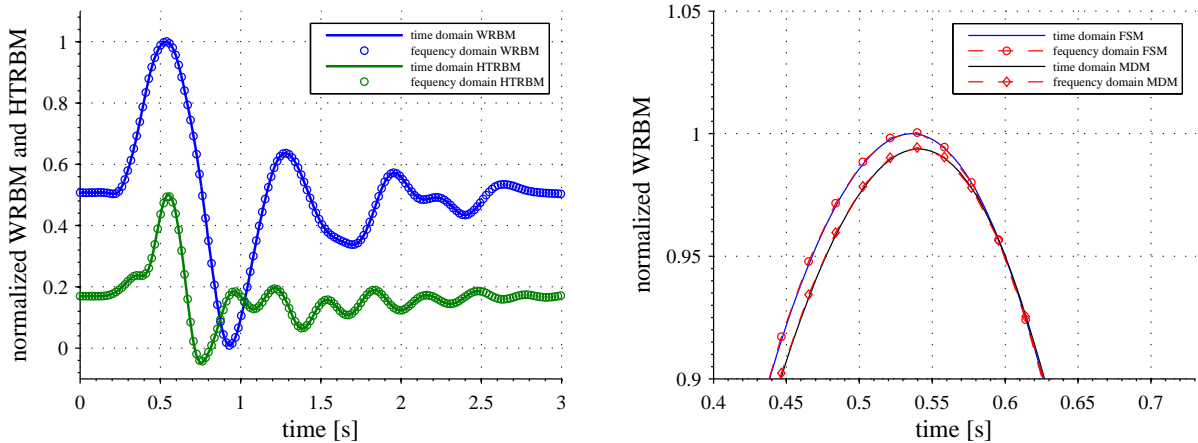 normalized WRBM and HTRBM
1
0.8
0.6
0.4
0.2
0
0
0.5
1
1.5
2
2.5
3
time [s]
time domain WRBM
fequency domain WRBM
time domain HTRBM
fequency domain HTRBM
normalized WRBM
1.05
1
0.95
0.9
0.4
0.45
0.5
0.55
0.6
0.65
0.7
time [s]
time domain FSM
fequency domain FSM
time domain MDM
frequency domain MDM